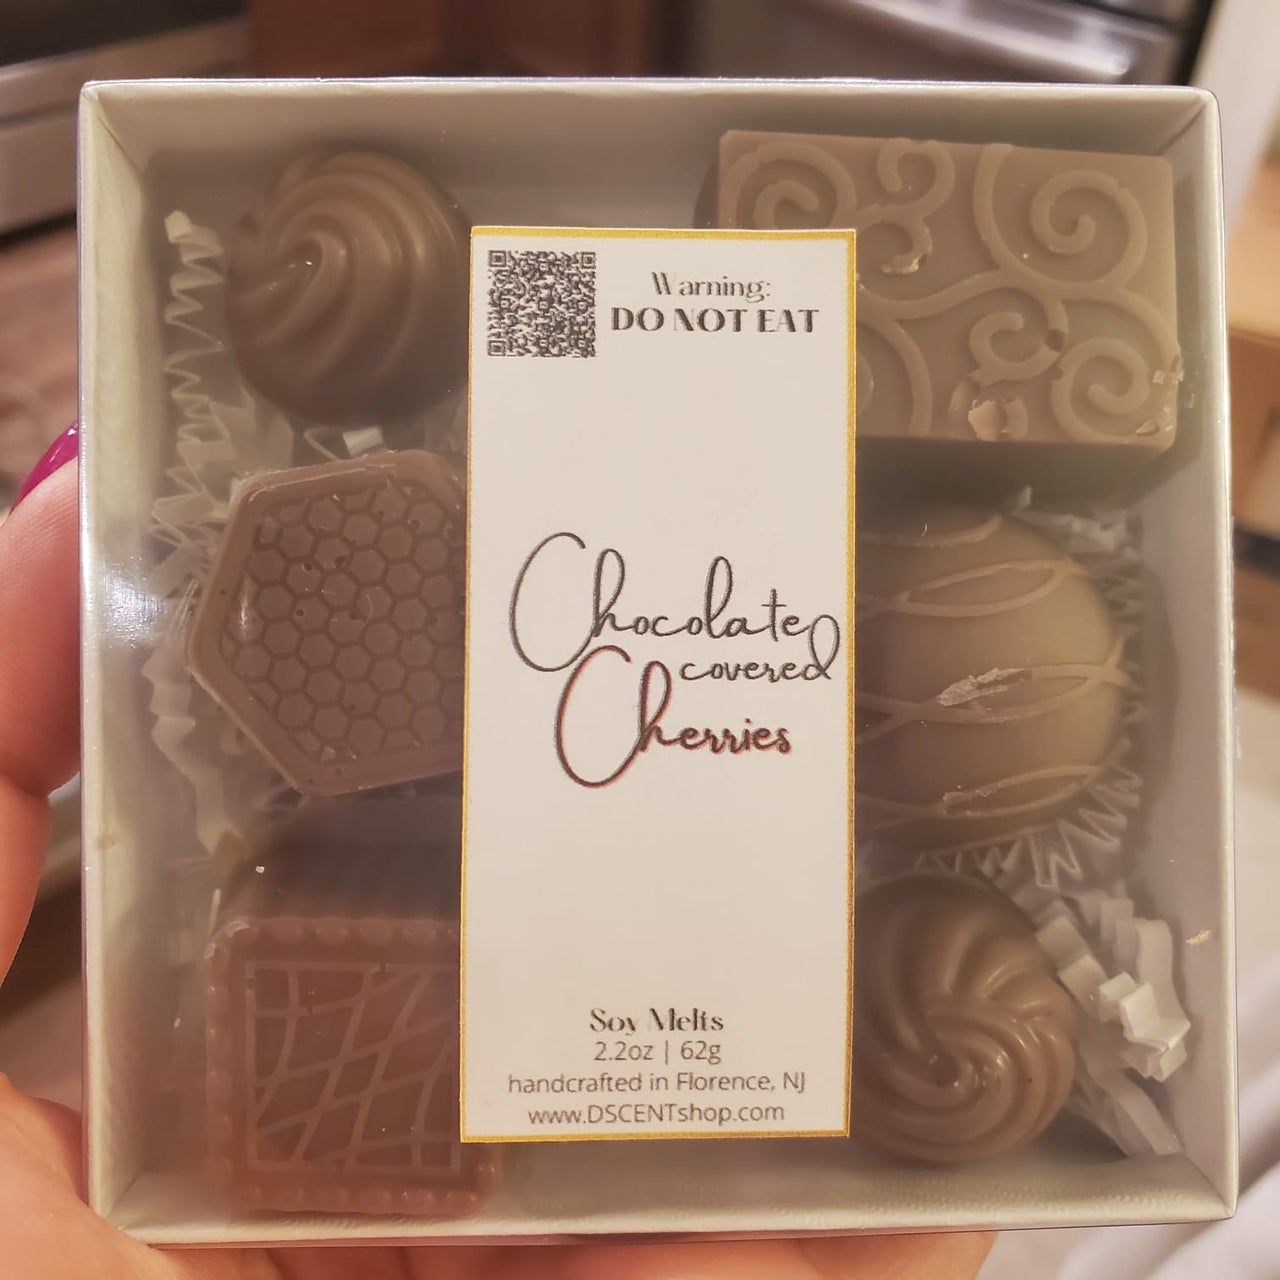 Warning:
DO NOT EAT
Chocolate
covered
Cherries
Soy Melts
2.2oz | 62g
handcrafted in Florence, NJ
www.DSCENTshop.com